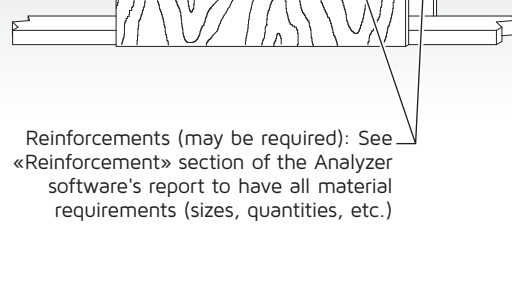 Reinforcements (may be required): See
«Reinforcement» section of the Analyzer
software's report to have all material
requirements (sizes, quantities, etc.)